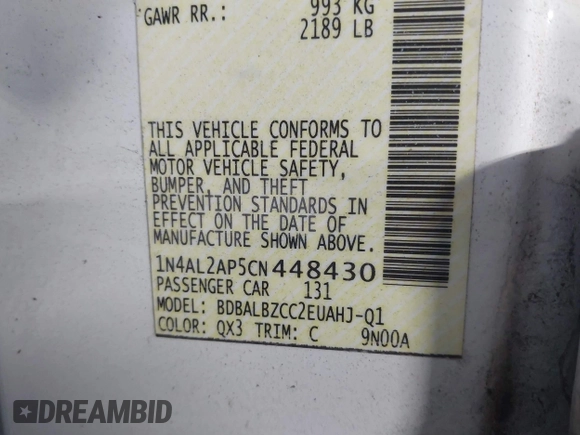 GAWR RR.: 993 KG
2189 LB
THIS VEHICLE CONFORMS TO
ALL APPLICABLE FEDERAL
MOTOR VEHICLE SAFETY,
BUMPER, AND THEFT
PREVENTION STANDARDS IN
EFFECT ON THE DATE OF
MANUFACTURE SHOWN ABOVE.
1N4AL2AP5CN448430
PASSENGER CAR 131
MODEL: BDBALBZCC2EUAHJ-Q1
COLOR: QX3 TRIM: C 9N00A
DREAMBID